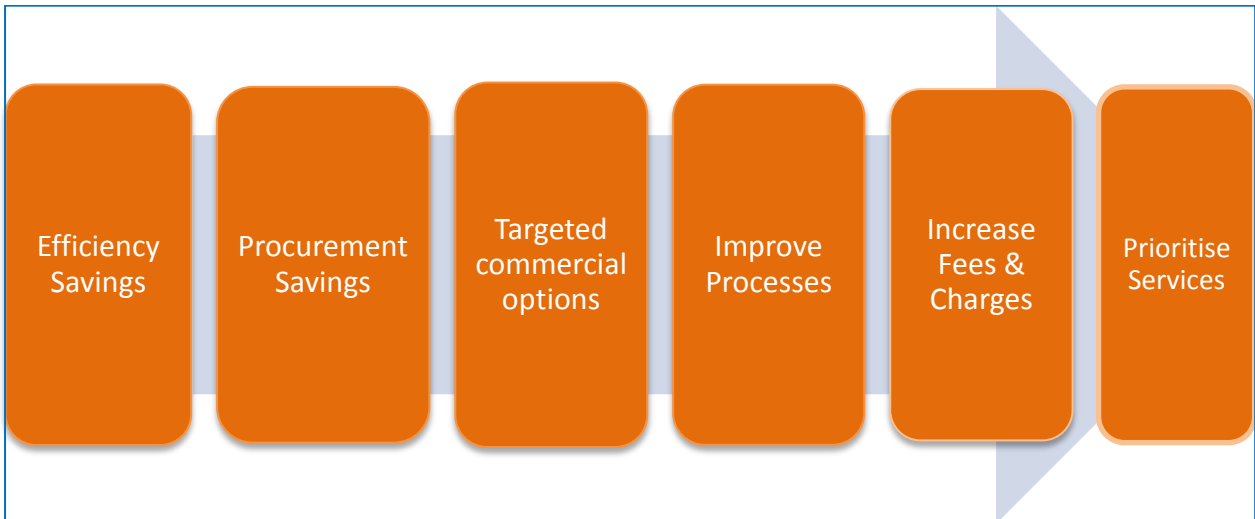 Efficiency
Savings
Procurement
Savings
Targeted
commercial
options
Improve
Processes
Increase
Fees &
Charges
Prioritise
Services